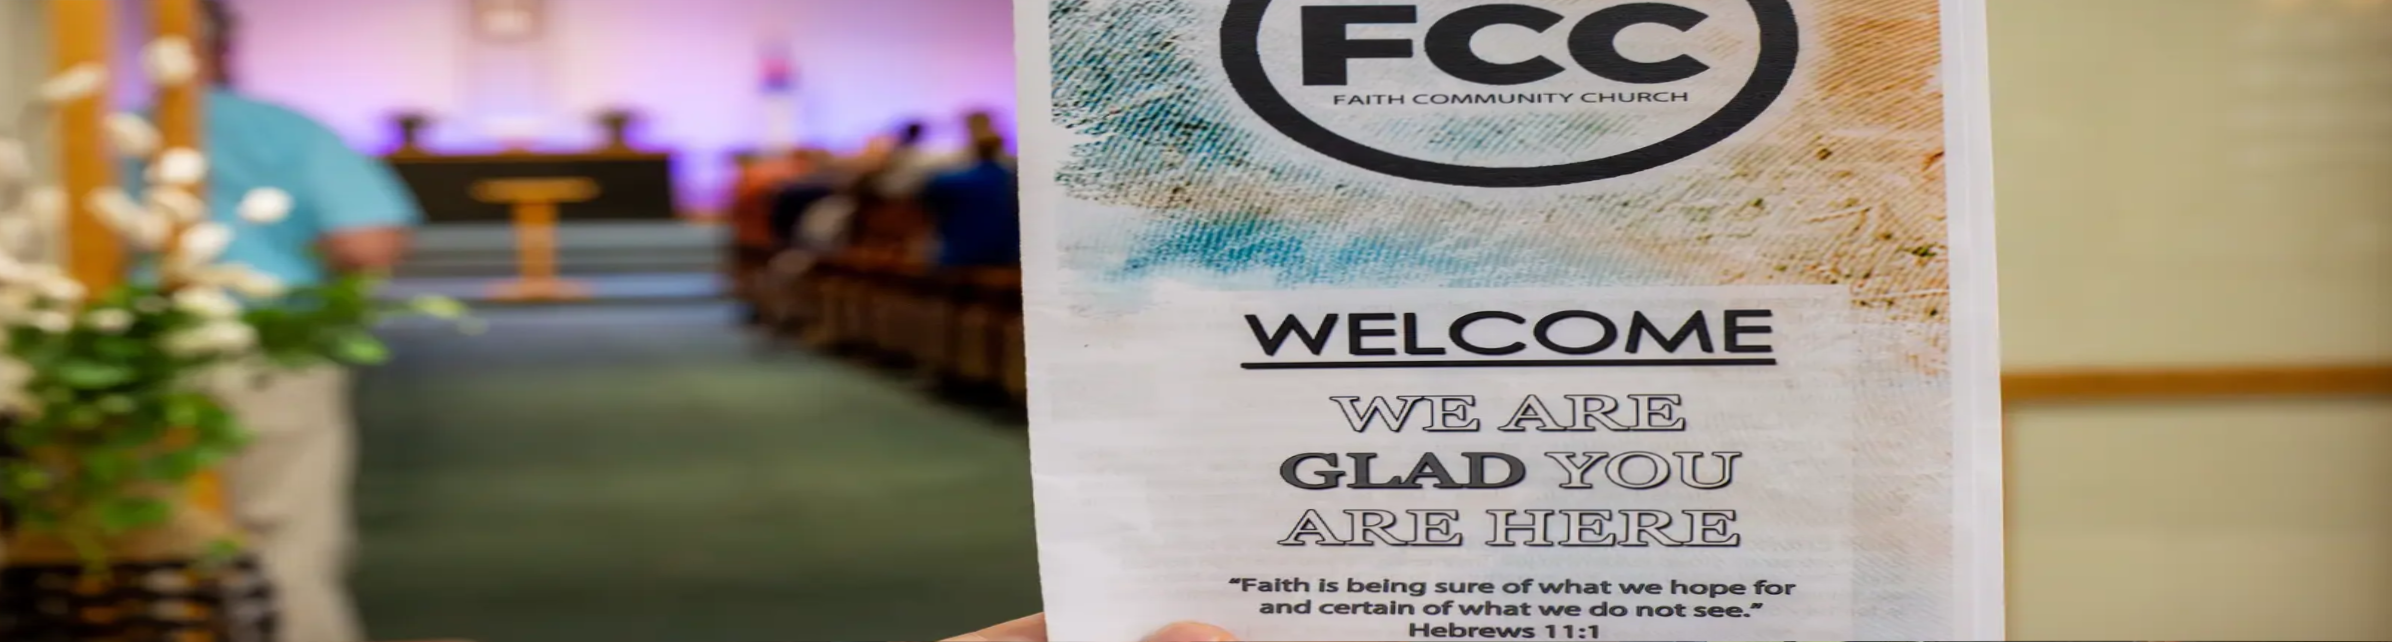 FCC
FAITH COMMUNITY CHURCH
WELCOME
WE ARE
GLAD YOU
ARE HERE
“Faith is being sure of what we hope for
and certain of what we do not see.”
Hebrews 11:1